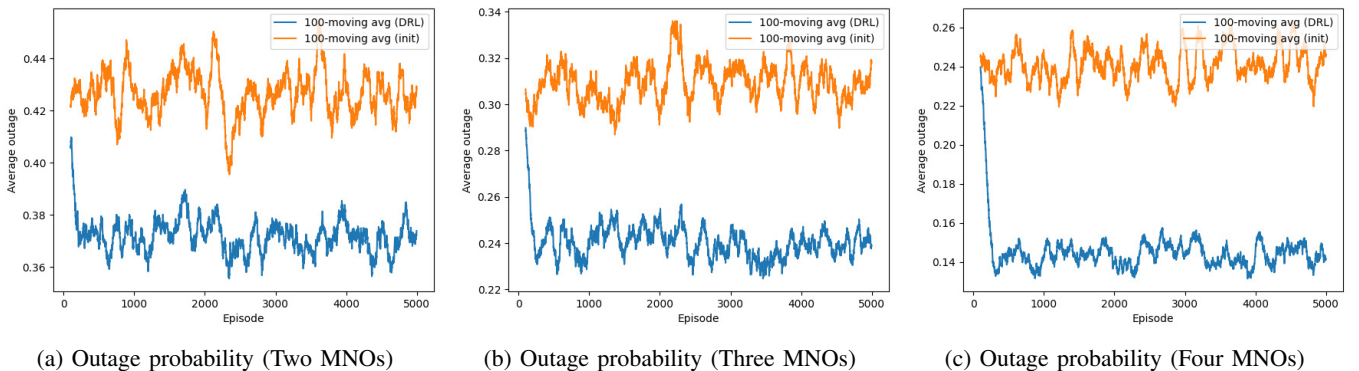 100-moving avg (DRL)
100-moving avg (init)
0.44
0.42
0.40
0.38
0.36
Average outage
0 1000 2000 3000 4000 5000
Episode
(a) Outage probability (Two MNOs)
100-moving avg (DRL)
100-moving avg (init)
0.34
0.32
0.30
0.28
0.26
0.24
0.22
Average outage
0 1000 2000 3000 4000 5000
Episode
(b) Outage probability (Three MNOs)
100-moving avg (DRL)
100-moving avg (init)
0.26
0.24
0.22
0.20
0.18
0.16
0.14
Average outage
0 1000 2000 3000 4000 5000
Episode
(c) Outage probability (Four MNOs)